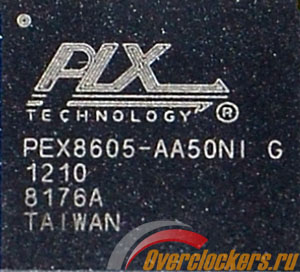 PLX
TECHNOLOGY®
PEX8605-AA50NI G
1210
8176A
TAIWAN
Overclockers.ru